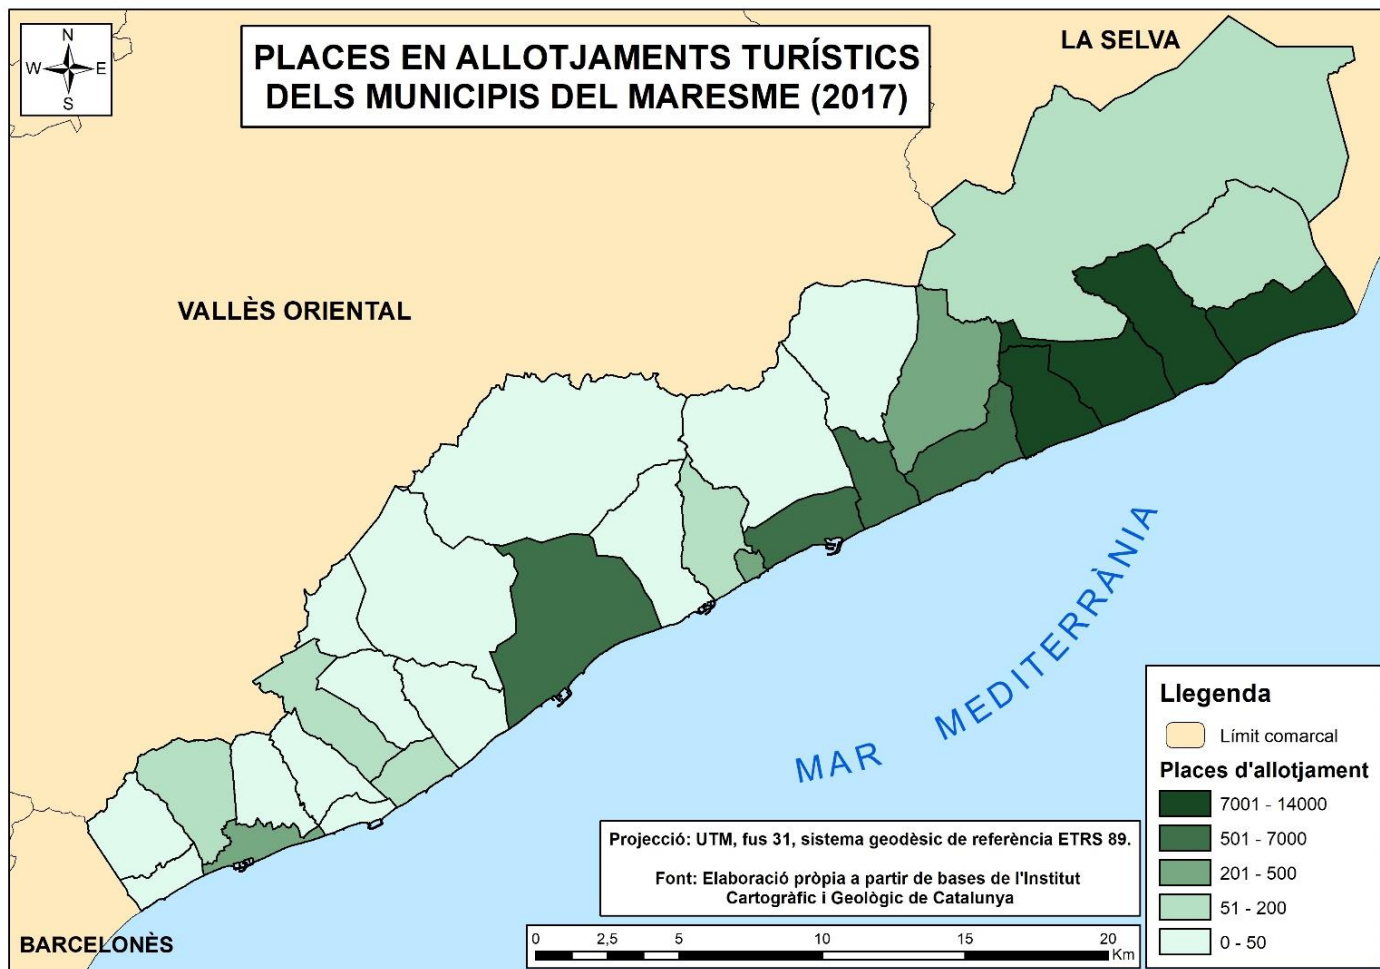 N
W E
S
PLACES EN ALLOTJAMENTS TURÍSTICS
DELS MUNICIPIS DEL MARESME (2017)
LA SELVA
VALLÈS ORIENTAL
MAR MEDITERRÀNIA
BARCELONÈS
Projecció: UTM, fus 31, sistema geodèsic de referència ETRS 89.
Font: Elaboració pròpia a partir de bases de l'Institut
Cartogràfic i Geològic de Catalunya
0 2,5 5 10 15 20
Km
Llegenda
Límit comarcal
Places d'allotjament
7001 - 14000
501 - 7000
201 - 500
51 - 200
0 - 50